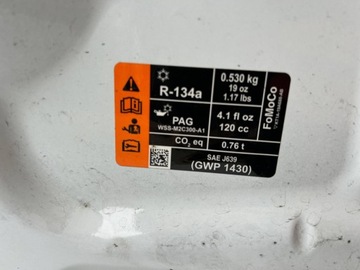 R-134a
0.530 kg
19 oz
1.17 lbs
PAG
WSS-M2C300-A1
4.1 fl oz
120 cc
CO₂ eq
0.76 t
SAE J639
(GWP 1430)
FoMoCo